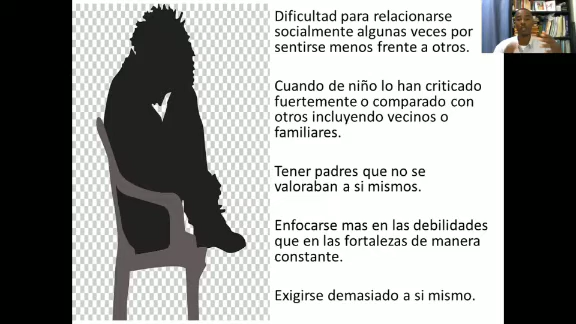 Dificultad para relacionarse
socialmente algunas veces por
sentirse menos frente a otros.
Cuando de niño lo han criticado
fuertemente o comparado con
otros incluyendo vecinos o
familiares.
Tener padres que no se
valoraban a si mismos.
Enfocarse mas en las debilidades
que en las fortalezas de manera
constante.
Exigirse demasiado a si mismo.